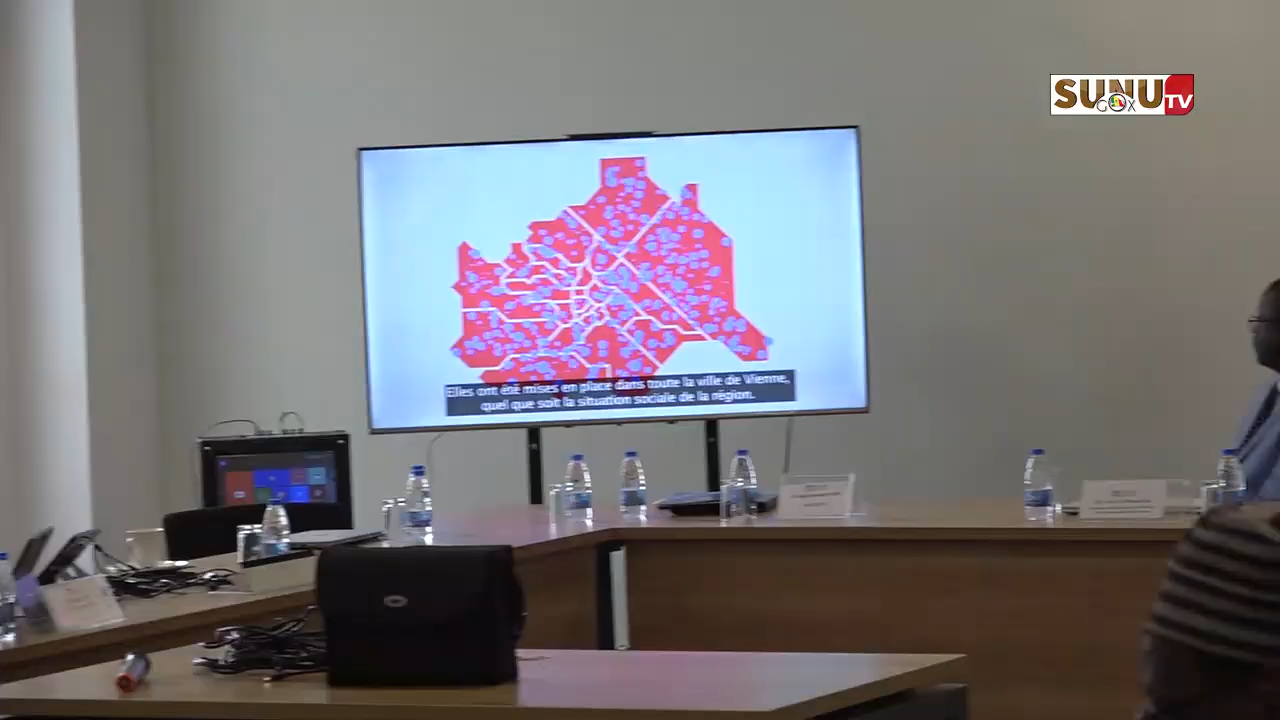 SUNU
GOX
TV
Elles ont été mises en place dans toute la ville de Vienne,
quel que soit la situation sociale de la région.